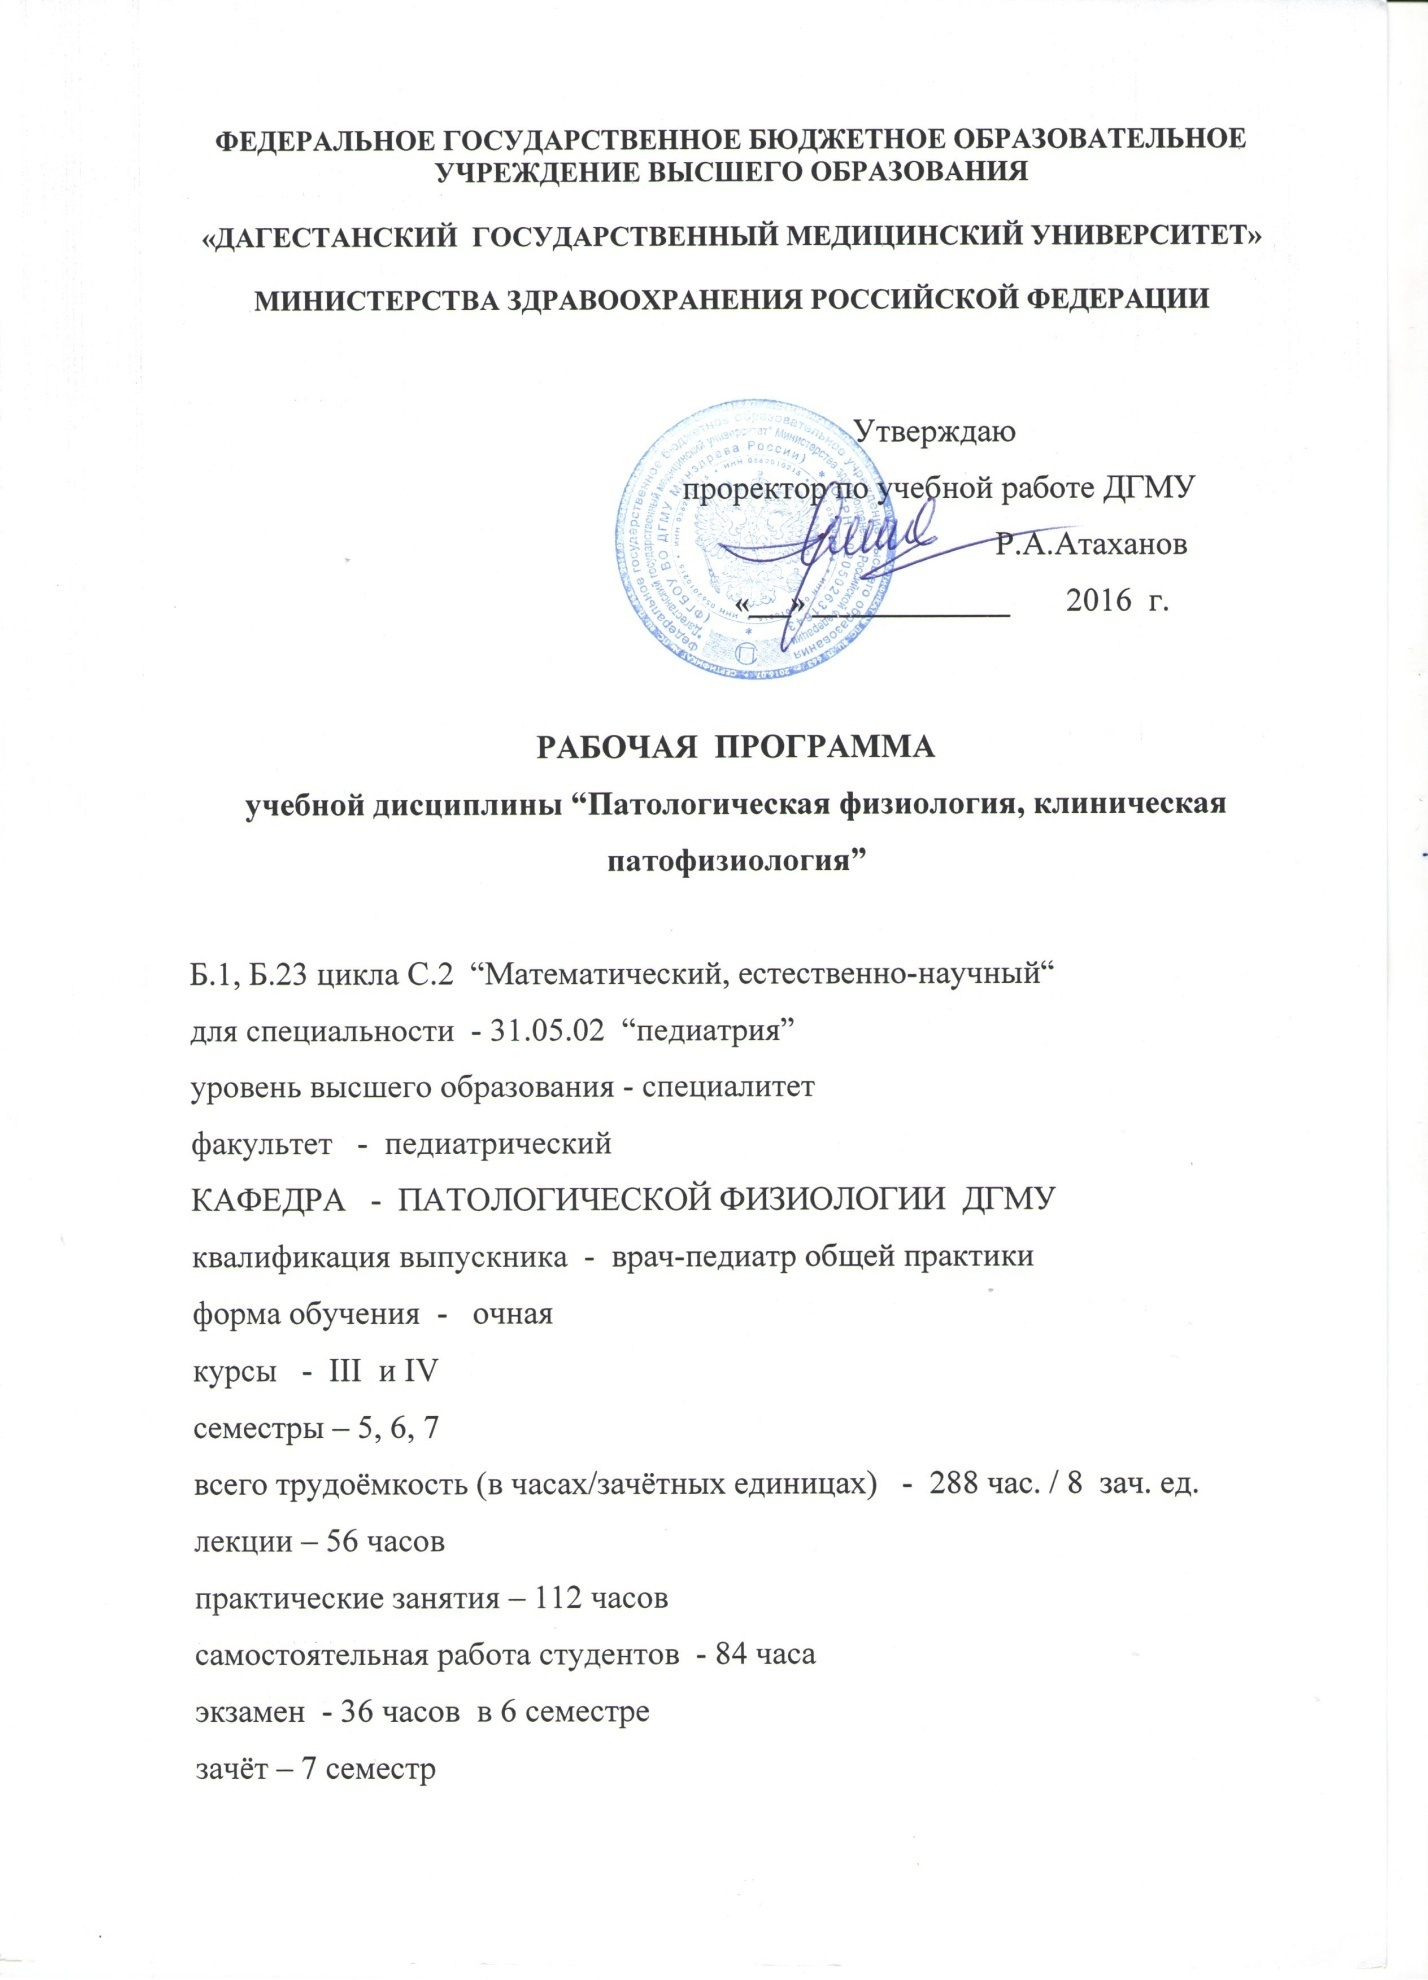 ФЕДЕРАЛЬНОЕ ГОСУДАРСТВЕННОЕ БЮДЖЕТНОЕ ОБРАЗОВАТЕЛЬНОЕ
УЧРЕЖДЕНИЕ ВЫСШЕГО ОБРАЗОВАНИЯ
«ДАГЕСТАНСКИЙ ГОСУДАРСТВЕННЫЙ МЕДИЦИНСКИЙ УНИВЕРСИТЕТ»
МИНИСТЕРСТВА ЗДРАВООХРАНЕНИЯ РОССИЙСКОЙ ФЕДЕРАЦИИ
Утверждаю
проректор по учебной работе ДГМУ
Р.А.Атаханов
«___» ____________ 2016 г.
РАБОЧАЯ ПРОГРАММА
учебной дисциплины “Патологическая физиология, клиническая
патофизиология”
Б.1, Б.23 цикла С.2 “Математический, естественно-научный“
для специальности - 31.05.02 “педиатрия”
уровень высшего образования - специалитет
факультет - педиатрический
КАФЕДРА - ПАТОЛОГИЧЕСКОЙ ФИЗИОЛОГИИ ДГМУ
квалификация выпускника - врач-педиатр общей практики
форма обучения - очная
курсы - III и IV
семестры – 5, 6, 7
всего трудоёмкость (в часах/зачётных единицах) - 288 час. / 8 зач. ед.
лекции – 56 часов
практические занятия – 112 часов
самостоятельная работа студентов - 84 часа
экзамен - 36 часов в 6 семестре
зачёт – 7 семестр